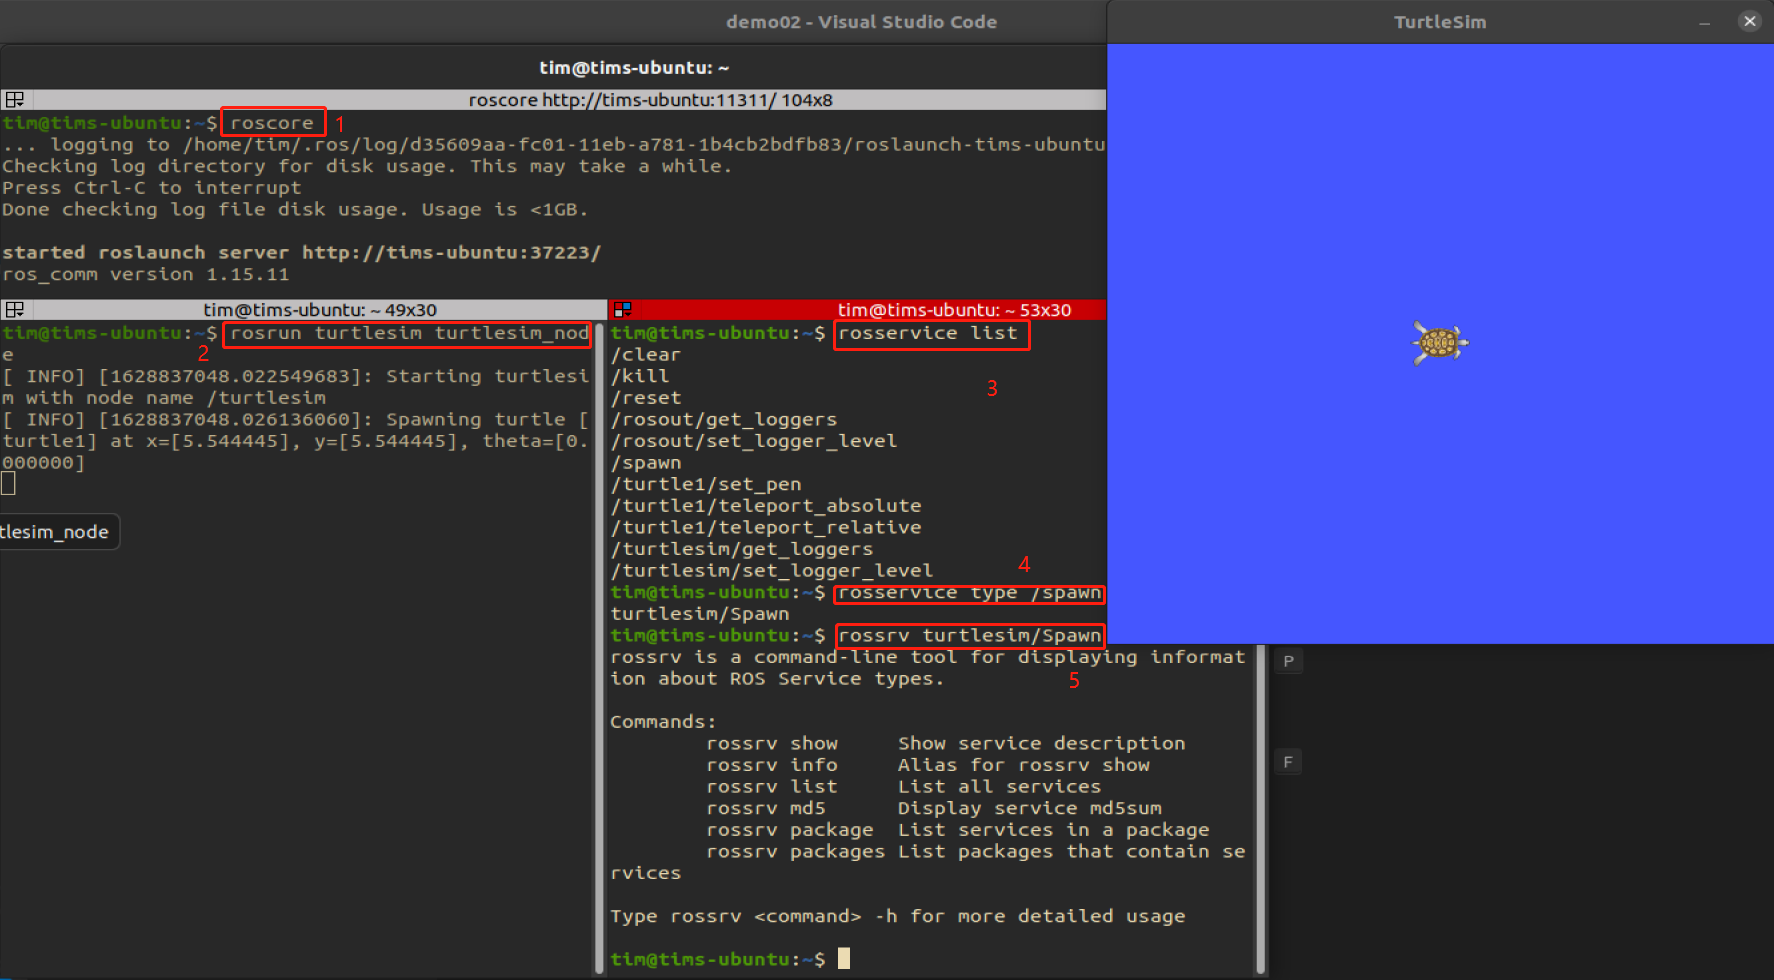 demo02 - Visual Studio Code
TurtleSim
tim@tims-ubuntu: ~
roscore http://tims-ubuntu:11311/ 104x8
tim@tims-ubuntu:~$ roscore 1
... logging to /home/tim/.ros/log/d35609aa-fc01-11eb-a781-1b4cb2bdfb83/roslaunch-tims-ubuntu
Checking log directory for disk usage. This may take a while.
Press Ctrl-C to interrupt
Done checking log file disk usage. Usage is <1GB.
started roslaunch server http://tims-ubuntu:37223/
ros_comm version 1.15.11
tim@tims-ubuntu: ~ 49x30
tim@tims-ubuntu:~$ rosrun turtlesim turtlesim_nod
e
2
[ INFO] [1628837048.022549683]: Starting turtlesi
m with node name /turtlesim
[ INFO] [1628837048.026136060]: Spawning turtle [
turtle1] at x=[5.544445], y=[5.544445], theta=[0.
000000]
tlesim_node
tim@tims-ubuntu: ~ 53x30
tim@tims-ubuntu:~$ rosservice list
/clear
/kill
3
/reset
/rosout/get_loggers
/rosout/set_logger_level
/spawn
/turtle1/set_pen
/turtle1/teleport_absolute
/turtle1/teleport_relative
/turtlesim/get_loggers
/turtlesim/set_logger_level
4
tim@tims-ubuntu:~$ rosservice type /spawn
turtlesim/Spawn
tim@tims-ubuntu:~$ rossrv turtlesim/Spawn
rossrv is a command-line tool for displaying informat
ion about ROS Service types.
5
Commands:
rossrv show Show service description
rossrv info Alias for rossrv show
rossrv list List all services
rossrv md5 Display service md5sum
rossrv package List services in a package
rossrv packages List packages that contain se
rvices
Type rossrv <command> -h for more detailed usage
tim@tims-ubuntu:~$
P
F